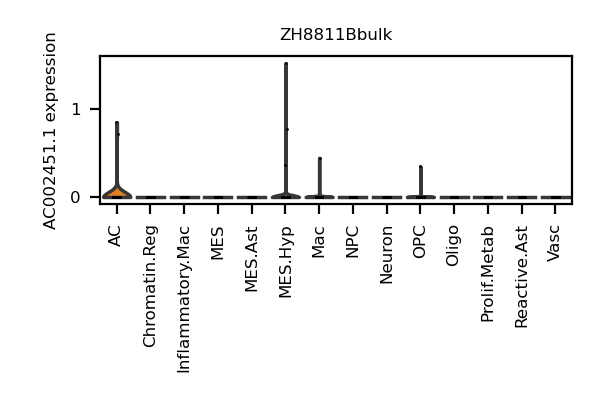 ZH8811Bbulk
AC002451.1 expression
1
0
AC
Chromatin.Reg
Inflammatory.Mac
MES
MES.Ast
MES.Hyp
Mac
NPC
Neuron
OPC
Oligo
Prolif.Metab
Reactive.Ast
Vasc